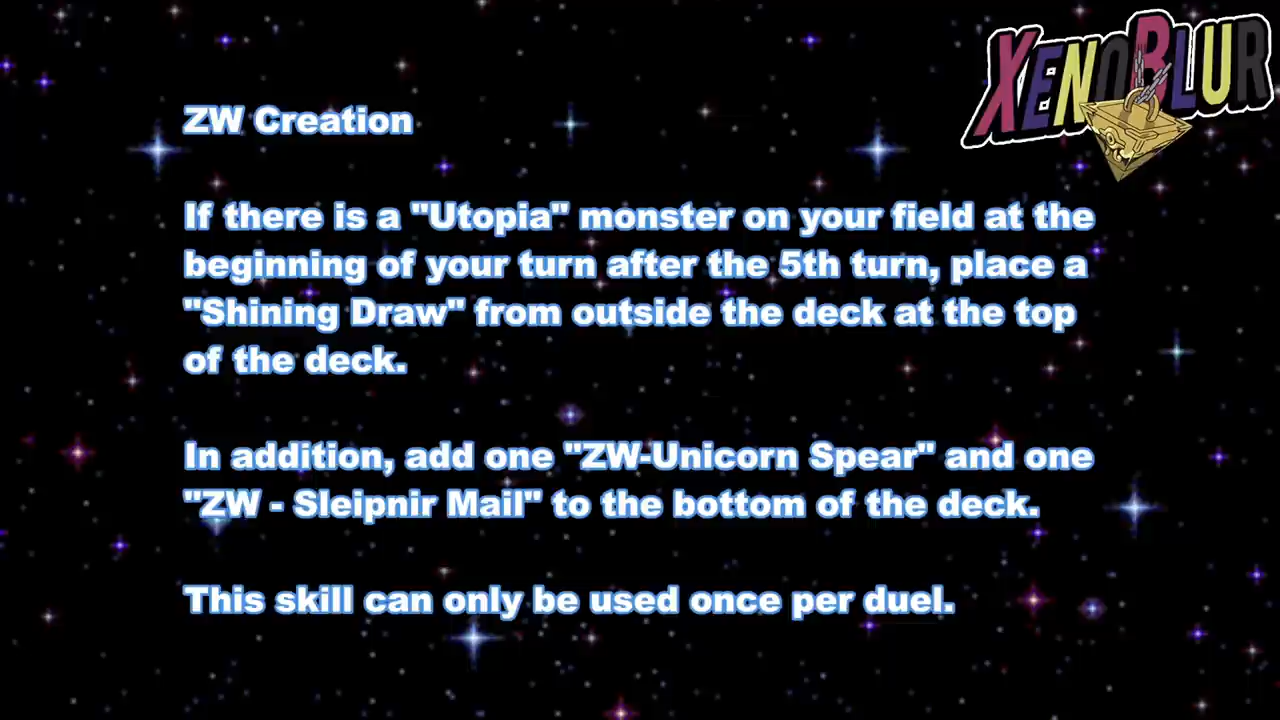 XENOBLUR
ZW Creation
If there is a "Utopia" monster on your field at the
beginning of your turn after the 5th turn, place a
"Shining Draw" from outside the deck at the top
of the deck.
In addition, add one "ZW-Unicorn Spear" and one
"ZW - Sleipnir Mail" to the bottom of the deck.
This skill can only be used once per duel.